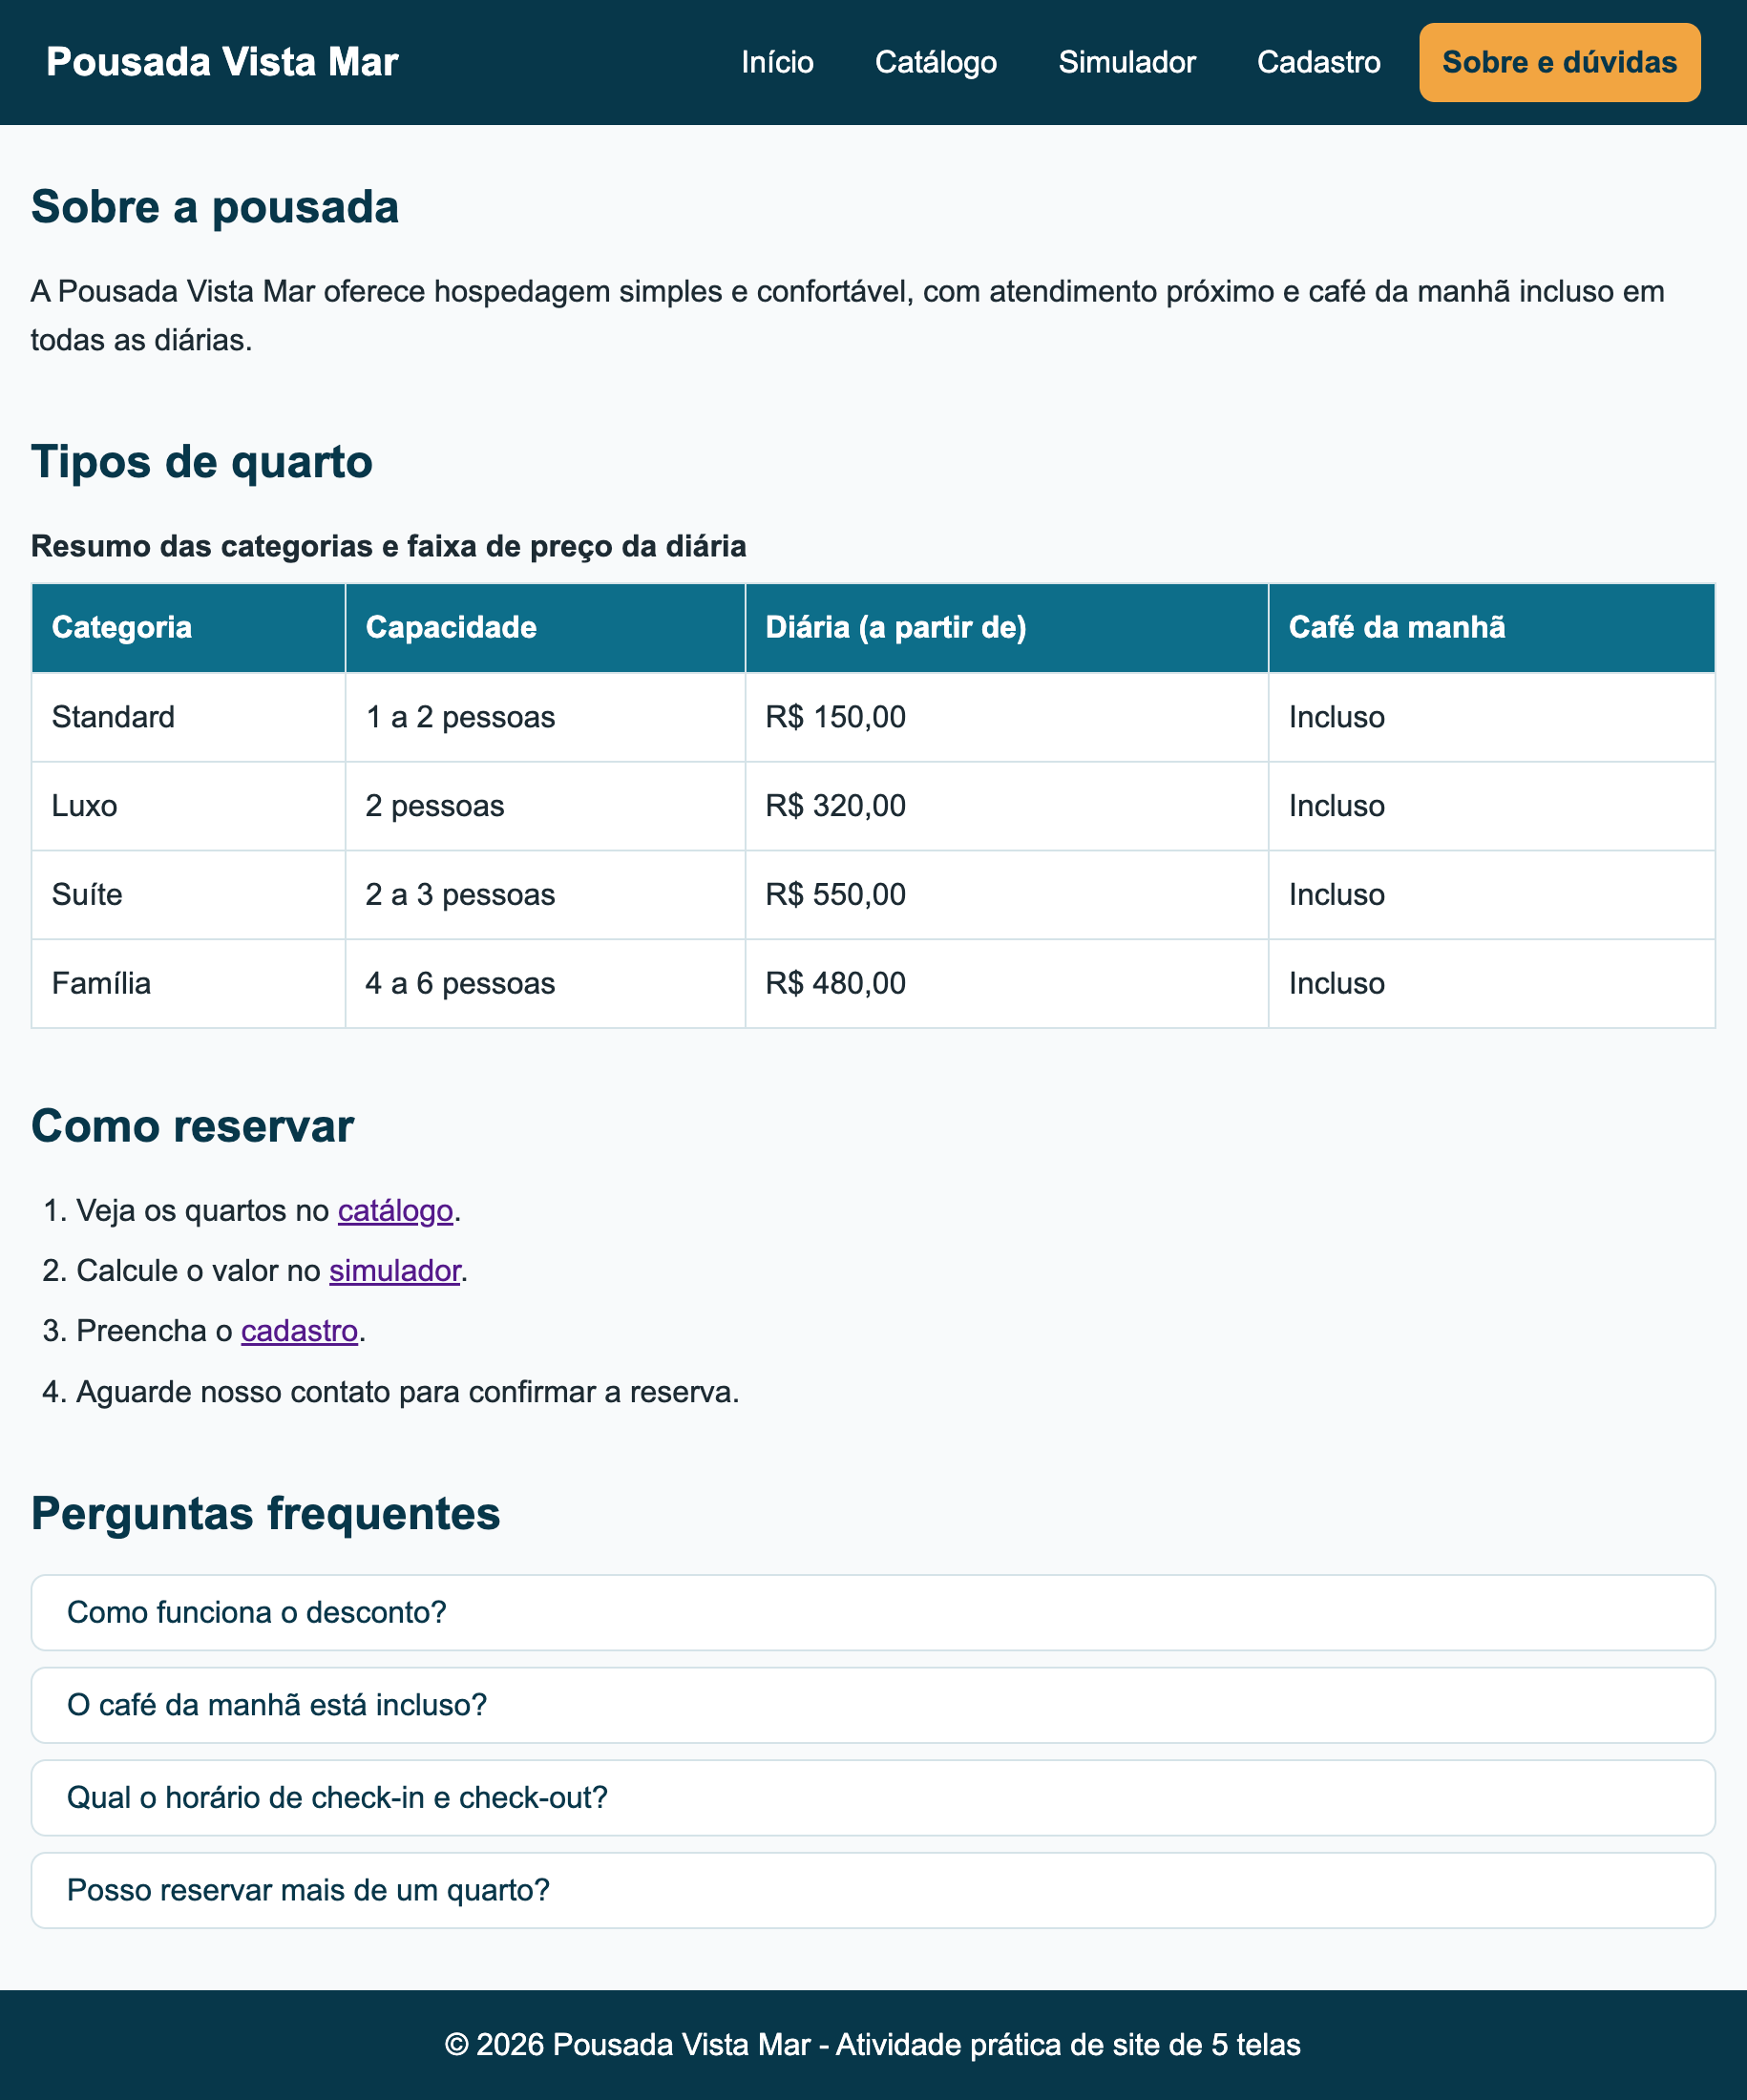 Pousada Vista Mar
Início Catálogo Simulador Cadastro Sobre e dúvidas
Sobre a pousada
A Pousada Vista Mar oferece hospedagem simples e confortável, com atendimento próximo e café da manhã incluso em
todas as diárias.
Tipos de quarto
Resumo das categorias e faixa de preço da diária
Categoria Capacidade Diária (a partir de) Café da manhã
Standard 1 a 2 pessoas R$ 150,00 Incluso
Luxo 2 pessoas R$ 320,00 Incluso
Suíte 2 a 3 pessoas R$ 550,00 Incluso
Família 4 a 6 pessoas R$ 480,00 Incluso
Como reservar
1. Veja os quartos no catálogo.
2. Calcule o valor no simulador.
3. Preencha o cadastro.
4. Aguarde nosso contato para confirmar a reserva.
Perguntas frequentes
Como funciona o desconto?
O café da manhã está incluso?
Qual o horário de check-in e check-out?
Posso reservar mais de um quarto?
© 2026 Pousada Vista Mar - Atividade prática de site de 5 telas